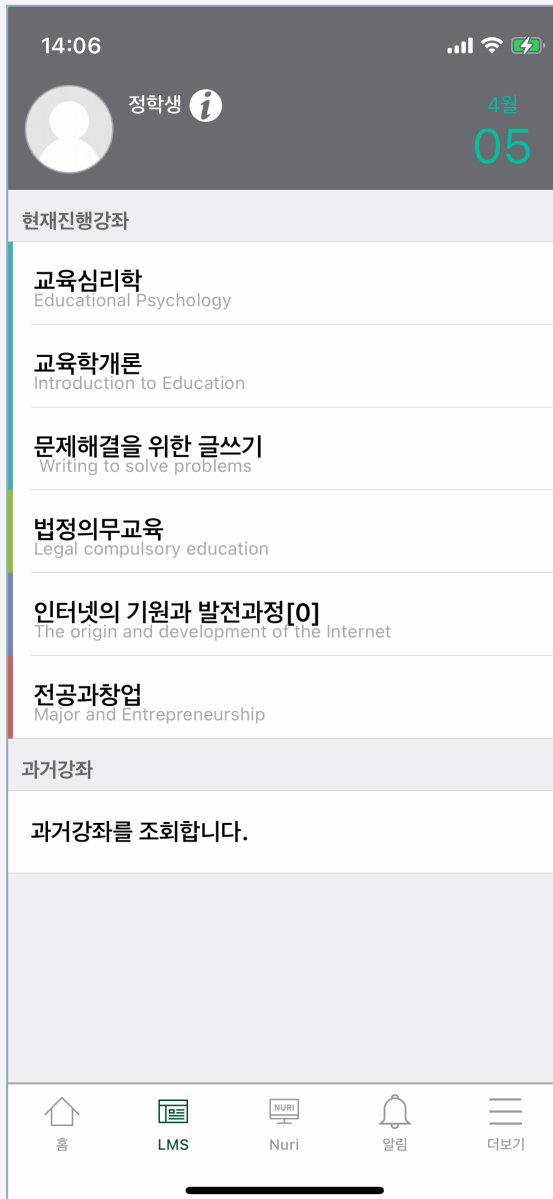 14:06
정학생 i
4월
05
현재진행강좌
교육심리학
Educational Psychology
교육학개론
Introduction to Education
문제해결을 위한 글쓰기
Writing to solve problems
법정의무교육
Legal compulsory education
인터넷의 기원과 발전과정[0]
The origin and development of the Internet
전공과창업
Major and Entrepreneurship
과거강좌
과거강좌를 조회합니다.
NURI
홈 LMS Nuri 알림 더보기